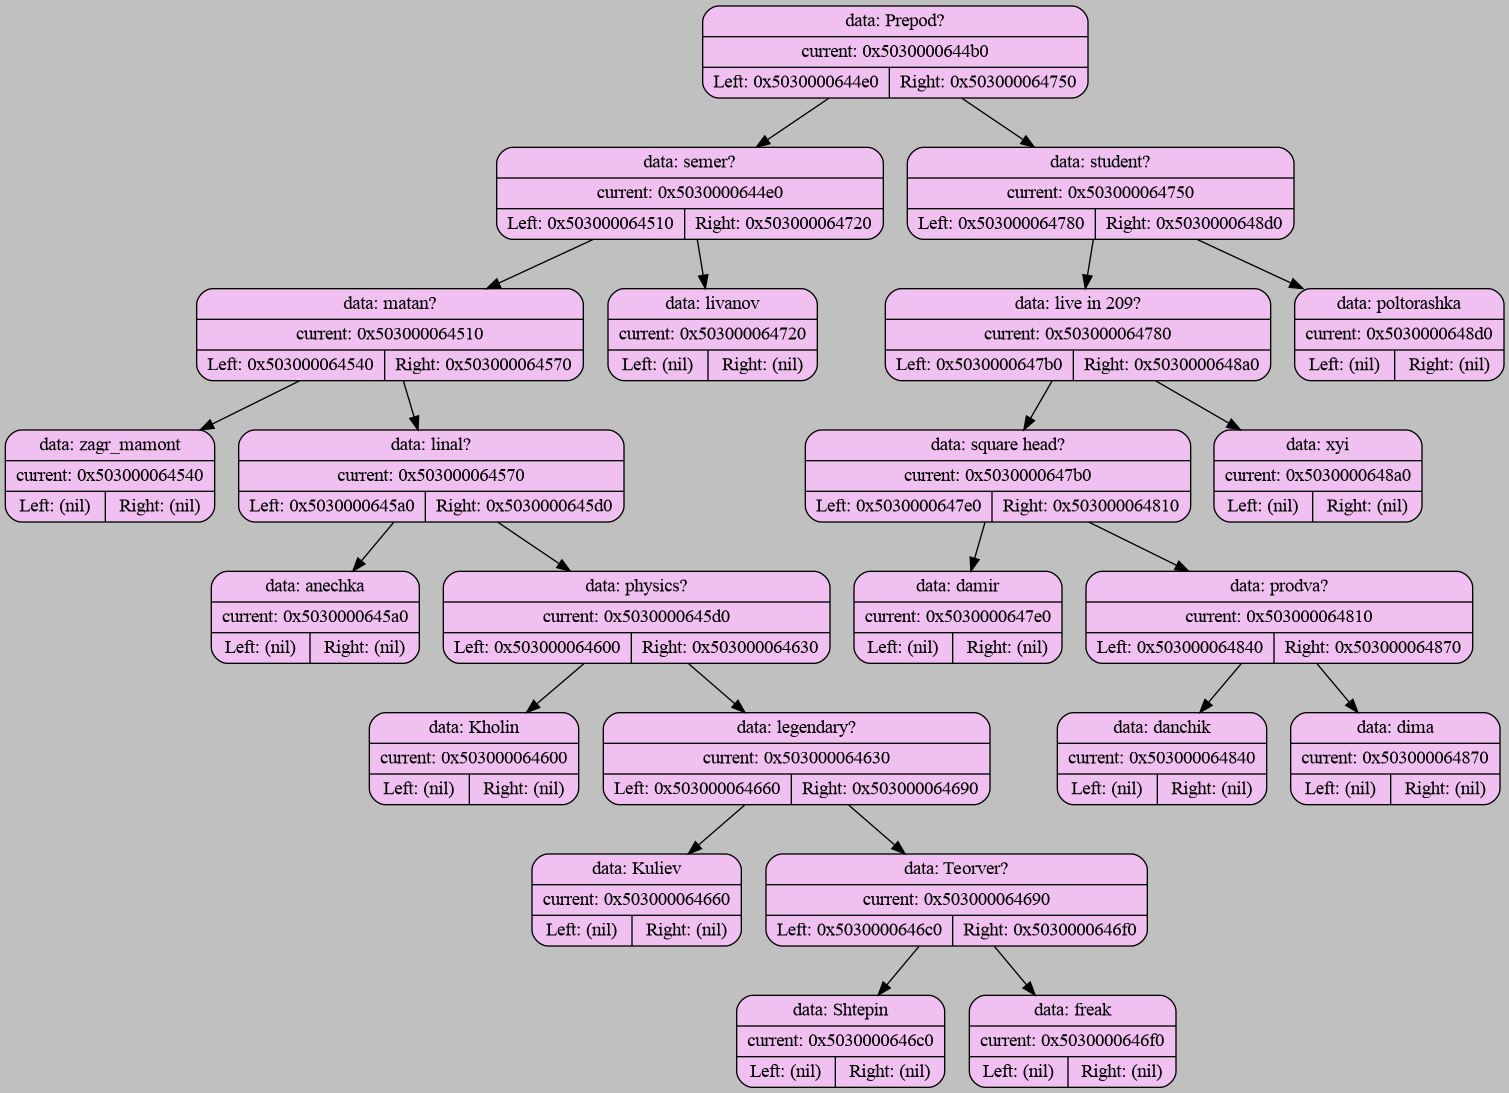 data: Prepod?
current: 0x5030000644b0
Left: 0x5030000644e0 Right: 0x503000064750
data: semer?
current: 0x5030000644e0
Left: 0x503000064510 Right: 0x503000064720
data: student?
current: 0x503000064750
Left: 0x503000064780 Right: 0x5030000648d0
data: matan?
current: 0x503000064510
Left: 0x503000064540 Right: 0x503000064570
data: livanov
current: 0x503000064720
Left: (nil) Right: (nil)
data: live in 209?
current: 0x503000064780
Left: 0x5030000647b0 Right: 0x5030000648a0
data: poltorashka
current: 0x5030000648d0
Left: (nil) Right: (nil)
data: zagr_mamont
current: 0x503000064540
Left: (nil) Right: (nil)
data: linal?
current: 0x503000064570
Left: 0x5030000645a0 Right: 0x5030000645d0
data: square head?
current: 0x5030000647b0
Left: 0x5030000647e0 Right: 0x503000064810
data: xyi
current: 0x5030000648a0
Left: (nil) Right: (nil)
data: anechka
current: 0x5030000645a0
Left: (nil) Right: (nil)
data: physics?
current: 0x5030000645d0
Left: 0x503000064600 Right: 0x503000064630
data: damir
current: 0x5030000647e0
Left: (nil) Right: (nil)
data: prodva?
current: 0x503000064810
Left: 0x503000064840 Right: 0x503000064870
data: Kholin
current: 0x503000064600
Left: (nil) Right: (nil)
data: legendary?
current: 0x503000064630
Left: 0x503000064660 Right: 0x503000064690
data: danchik
current: 0x503000064840
Left: (nil) Right: (nil)
data: dima
current: 0x503000064870
Left: (nil) Right: (nil)
data: Kuliev
current: 0x503000064660
Left: (nil) Right: (nil)
data: Teorver?
current: 0x503000064690
Left: 0x5030000646c0 Right: 0x5030000646f0
data: Shtepin
current: 0x5030000646c0
Left: (nil) Right: (nil)
data: freak
current: 0x5030000646f0
Left: (nil) Right: (nil)